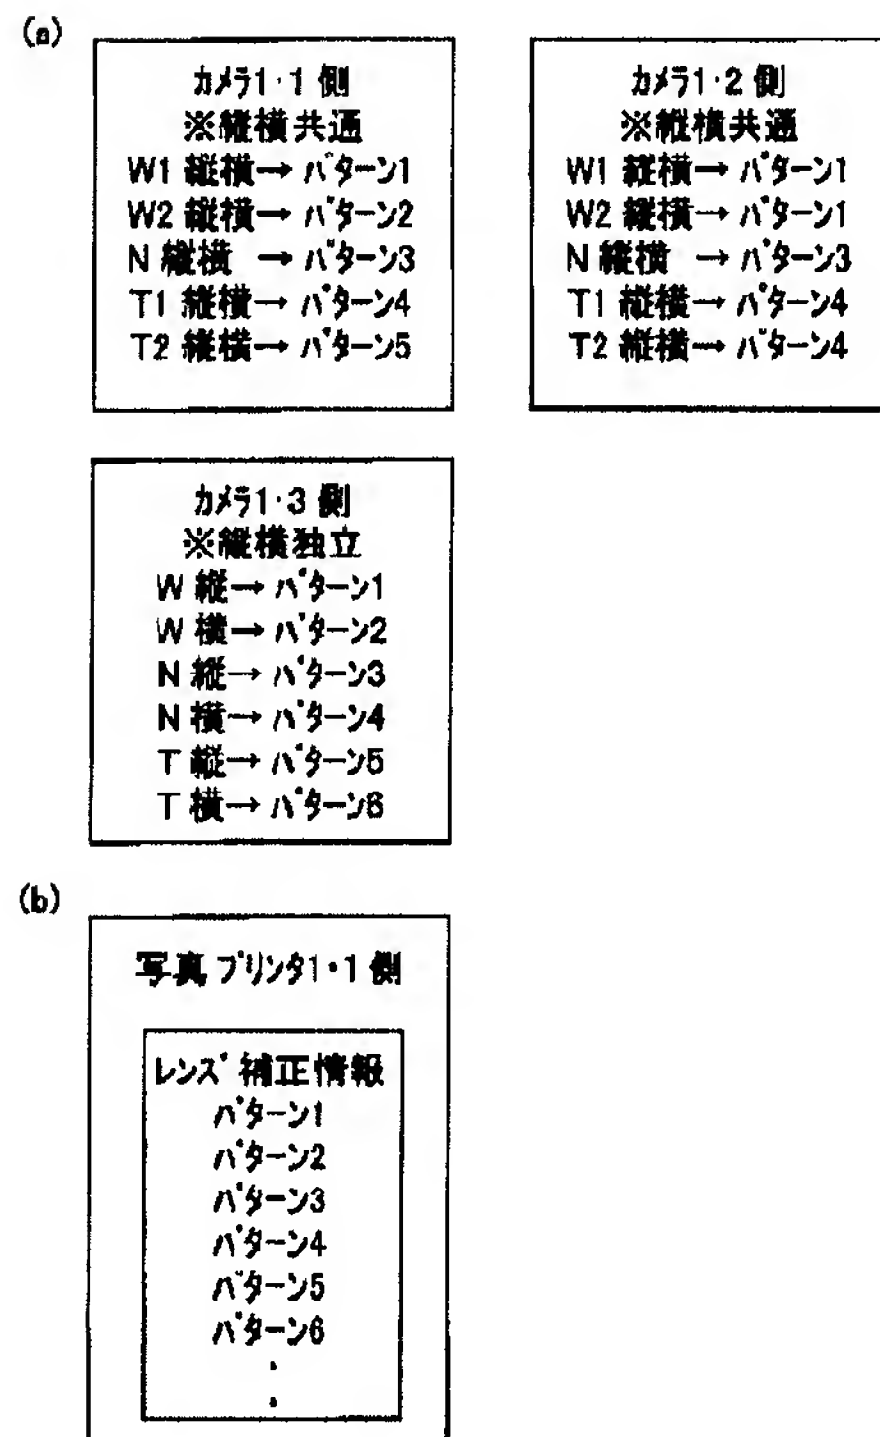 (a)
カメラ1・1 側
※縦横共通
W1 縦横→ パターン1
W2 縦横→ パターン2
N 縦横 → パターン3
T1 縦横→ パターン4
T2 縦横→ パターン5
カメラ1・2 側
※縦横共通
W1 縦横→ パターン1
W2 縦横→ パターン1
N 縦横 → パターン3
T1 縦横→ パターン4
T2 縦横→ パターン4
カメラ1・3 側
※縦横独立
W 縦→ パターン1
W 横→ パターン2
N 縦→ パターン3
N 横→ パターン4
T 縦→ パターン5
T 横→ パターン6
(b)
写真プリンタ1・1 側
レンズ補正情報
パターン1
パターン2
パターン3
パターン4
パターン5
パターン6
・
・